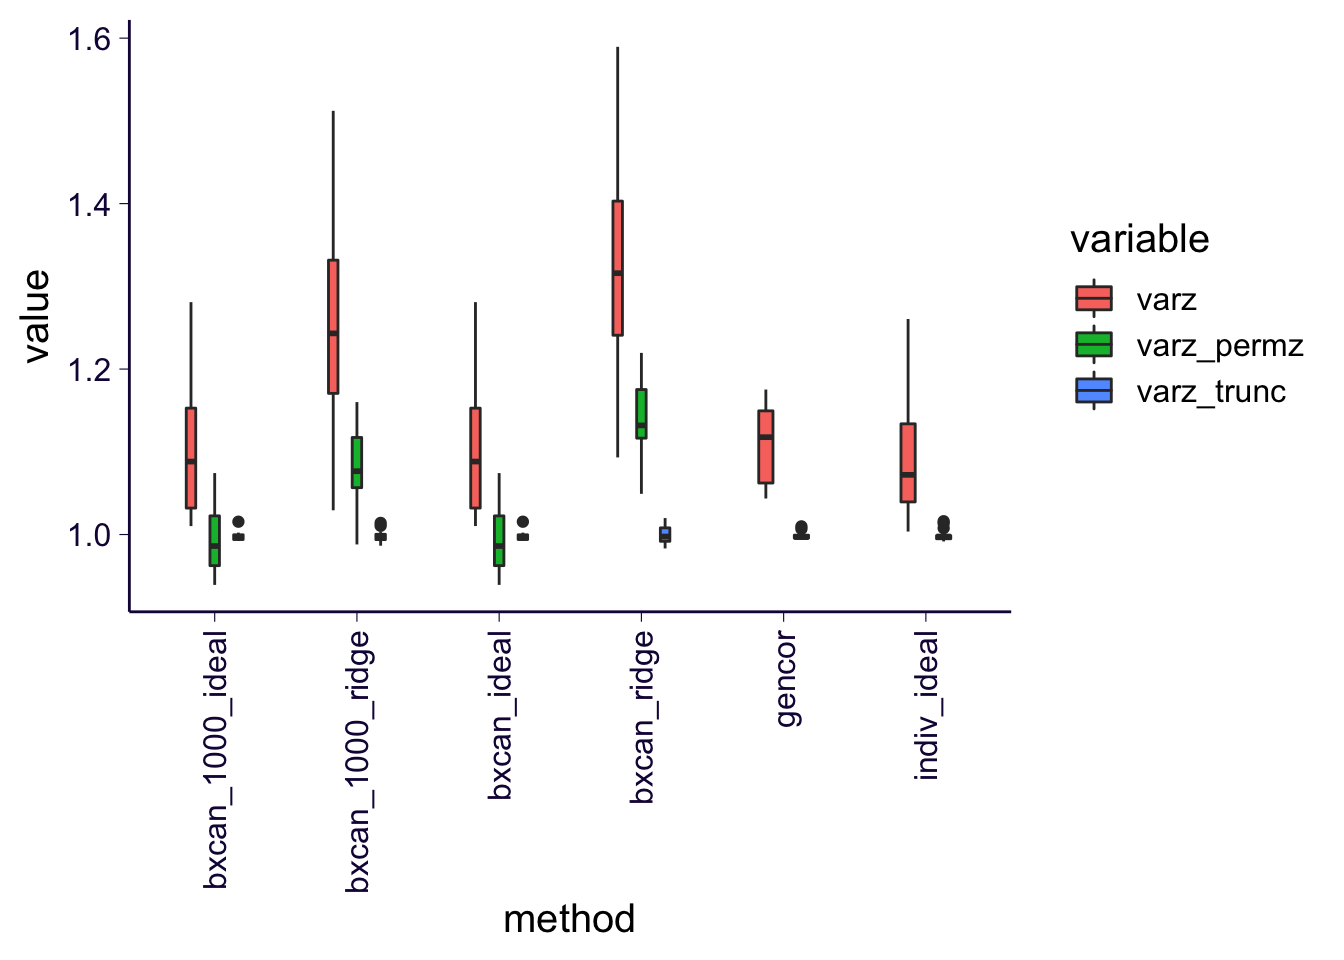 1.6
1.4
1.2
1.0
value
bxcan_1000_ideal
bxcan_1000_ridge
bxcan_ideal
bxcan_ridge
gencor
indiv_ideal
method
variable
varz
varz_permz
varz_trunc